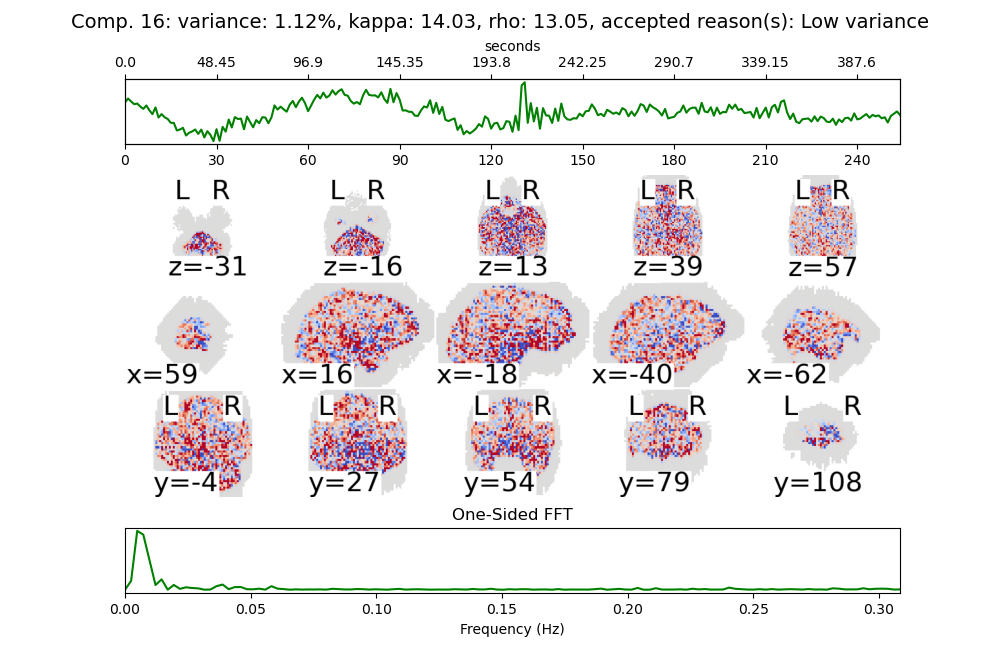 Comp. 16: variance: 1.12%, kappa: 14.03, rho: 13.05, accepted reason(s): Low variance
seconds
0.0 48.45 96.9 145.35 193.8 242.25 290.7 339.15 387.6
0 30 60 90 120 150 180 210 240
L R L R L R L R L R
z=-31 z=-16 z=13 z=39 z=57
x=59 x=16 x=-18 x=-40 x=-62
L R L R L R L R L R
y=-4 y=27 y=54 y=79 y=108
One-Sided FFT
0.00 0.05 0.10 0.15 0.20 0.25 0.30
Frequency (Hz)